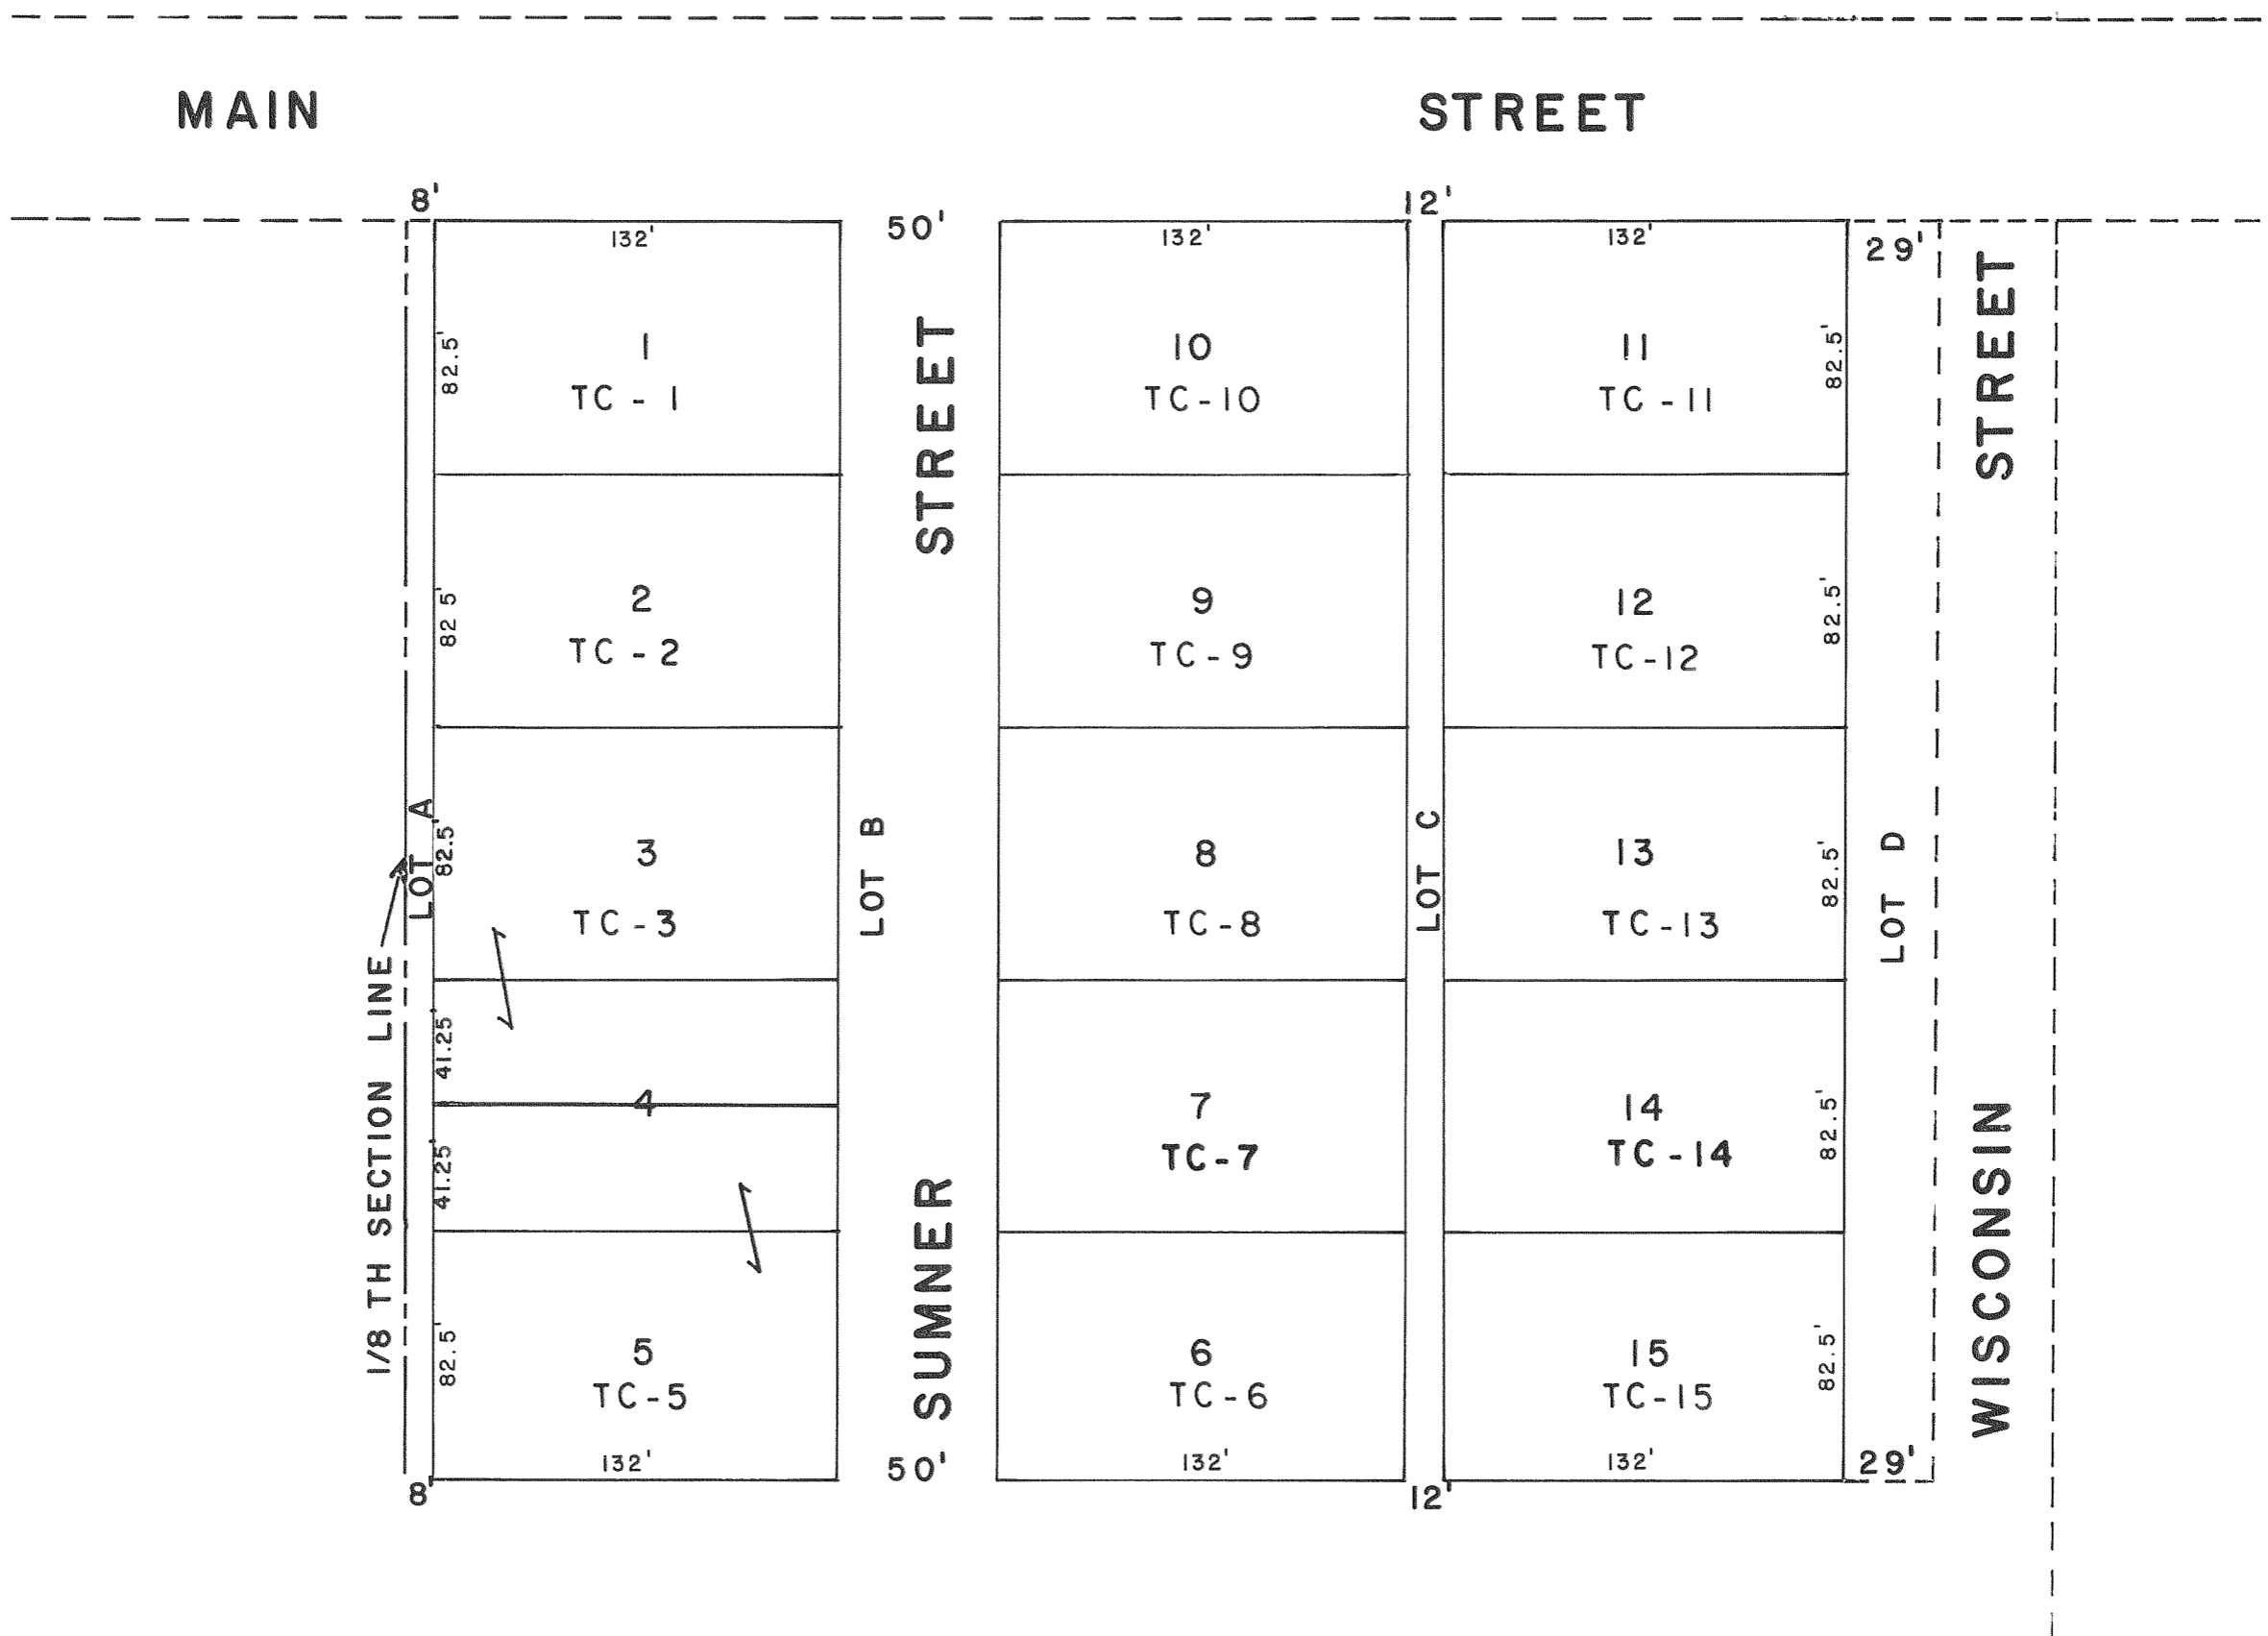 MAIN STREET
8' 50' 12' 29'
132' 132' 132'
82.5' 1 10 11 82.5'
TC - 1 TC-10 TC-11
STREET STREET
82 5' 2 9 12 82.5'
TC - 2 TC-9 TC-12
LOT A 82.5' 3 LOT B 8 LOT C 13 82.5' LOT D
TC-3 TC-8 TC-13
1/8 TH SECTION LINE
41.25'
4 7 14 82.5'
TC-7 TC-14
41.25'
SUMNER WISCONSIN
82.5' 5 6 15 82.5'
TC-5 TC-6 TC-15
132' 132' 132'
8' 50' 12' 29'